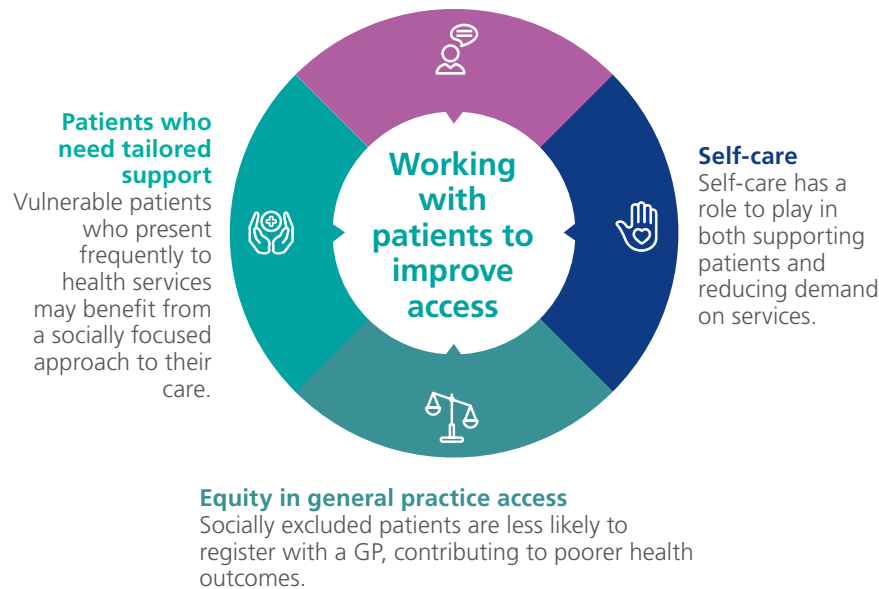 Patients who
need tailored
support
Vulnerable patients
who present
frequently to
health services
may benefit from
a socially focused
approach to their
care.
Working
with
patients to
improve
access
Self-care
Self-care has a
role to play in
both supporting
patients and
reducing demand
on services.
Equity in general practice access
Socially excluded patients are less likely to
register with a GP, contributing to poorer health
outcomes.